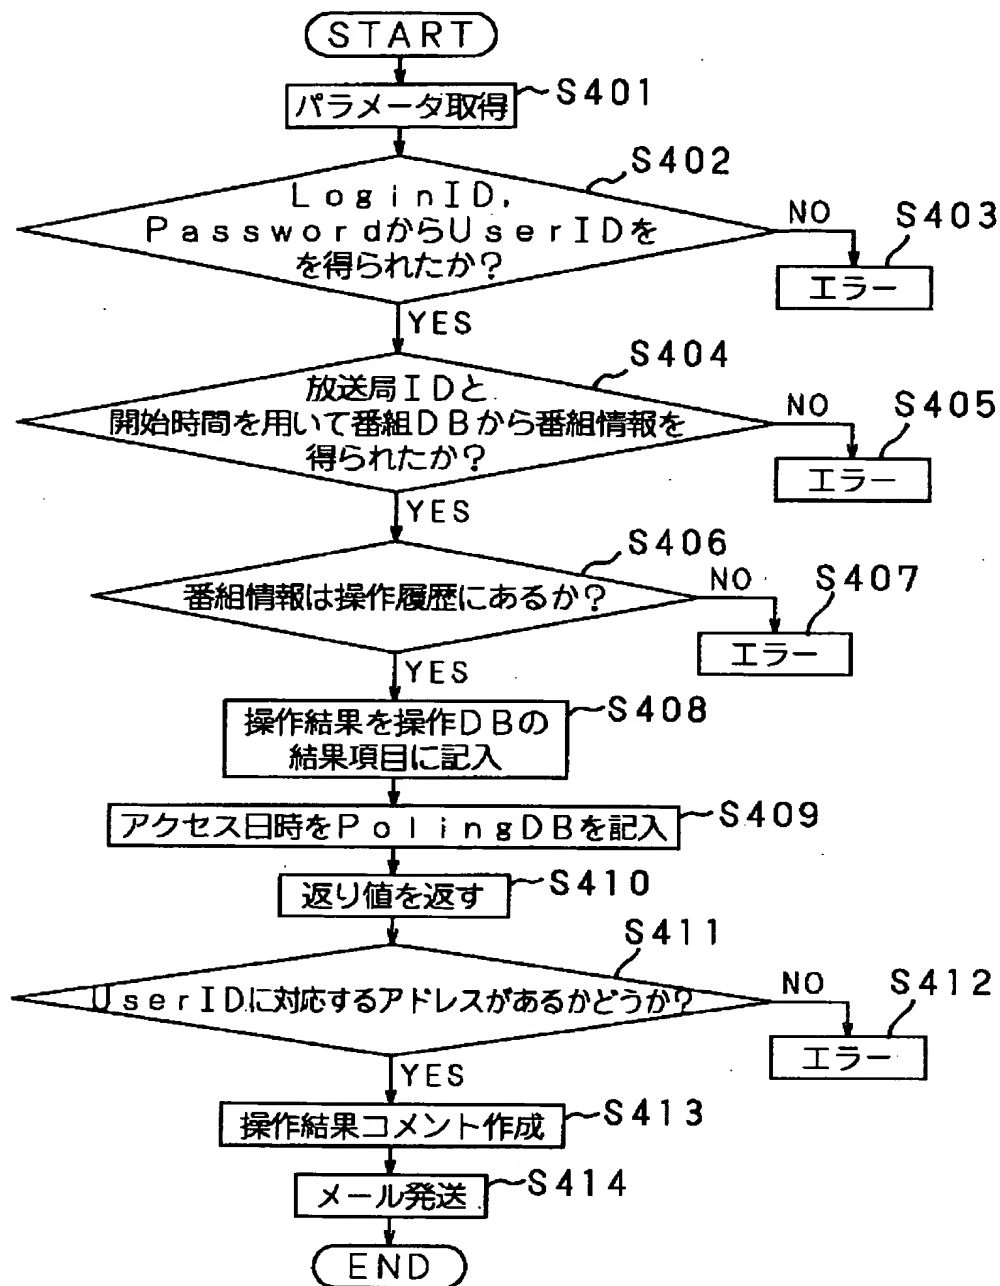 START
パラメータ取得
S401
S402
LoginID,
PasswordからUserIDを
を得られたか?
NO
S403
エラー
YES
S404
放送局IDと
開始時間を用いて番組DBから番組情報を
得られたか?
NO
S405
エラー
YES
S406
番組情報は操作履歴にあるか?
NO
S407
エラー
YES
操作結果を操作DBの
結果項目に記入
S408
アクセス日時をPolingDBを記入
S409
返り値を返す
S410
S411
UserIDに対応するアドレスがあるかどうか?
NO
S412
エラー
YES
操作結果コメント作成
S413
メール発送
S414
END